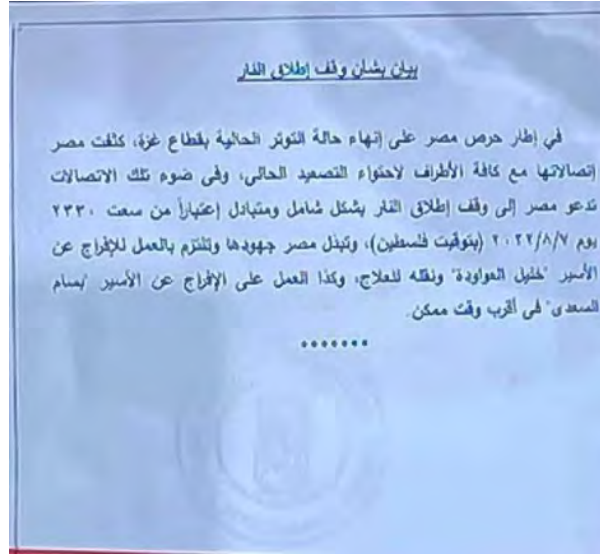 بيان بشأن وقف إطلاق النار
في إطار حرص مصر على إنهاء حالة التوتر الحالية بقطاع غزة، كثفت مصر
إتصالاتها مع كافة الأطراف لاحتواء التصعيد الحالى، وفى ضوء تلك الاتصالات
تدعو مصر إلى وقف إطلاق النار بشكل شامل ومتبادل إعتباراً من سعت ٢٣٣٠
يوم ٢٠٢٢/٨/٧ (بتوقيت فلسطين)، وتبذل مصر جهودها وتلتزم بالعمل للإفراج عن
الأسير "خليل العواودة" ونقله للعلاج، وكذا العمل على الإفراج عن الأسير "بسام
السعدى" فى أقرب وقت ممكن.